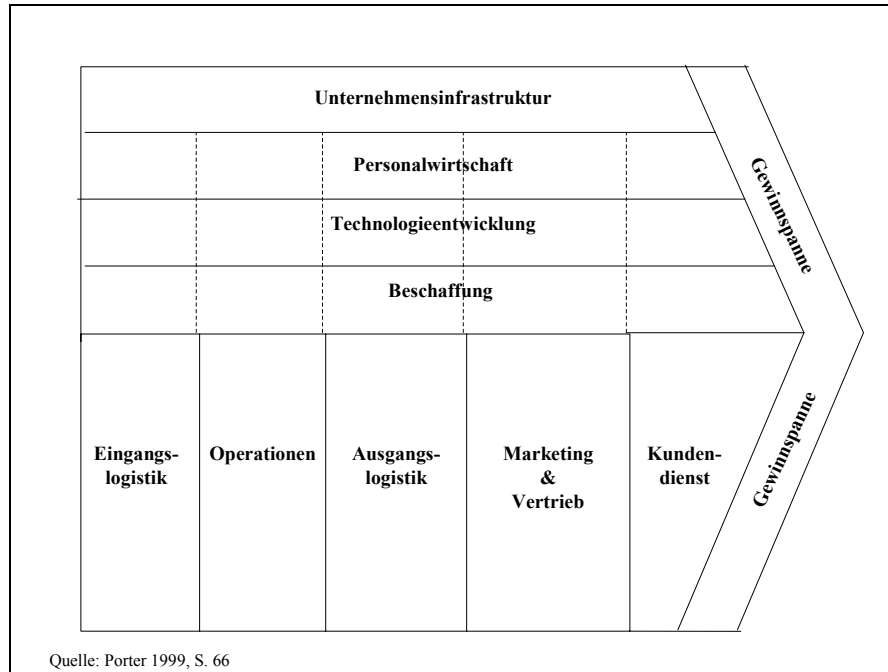 Unternehmensinfrastruktur
Personalwirtschaft
Technologieentwicklung
Beschaffung
Gewinnspanne
Eingangs-
logistik
Operationen
Ausgangs-
logistik
Marketing
&
Vertrieb
Kunden-
dienst
Gewinnspanne
Quelle: Porter 1999, S. 66